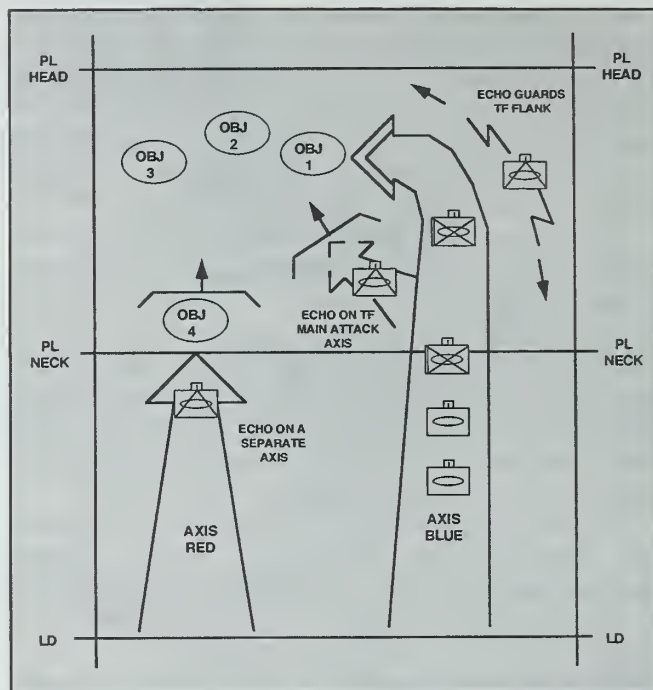 PL
HEAD
PL
HEAD
ECHO GUARDS
TF FLANK
OBJ
1
OBJ
2
OBJ
3
OBJ
4
ECHO ON TF
MAIN ATTACK
AXIS
PL
NECK
PL
NECK
ECHO ON A
SEPARATE
AXIS
AXIS
RED
AXIS
BLUE
LD
LD